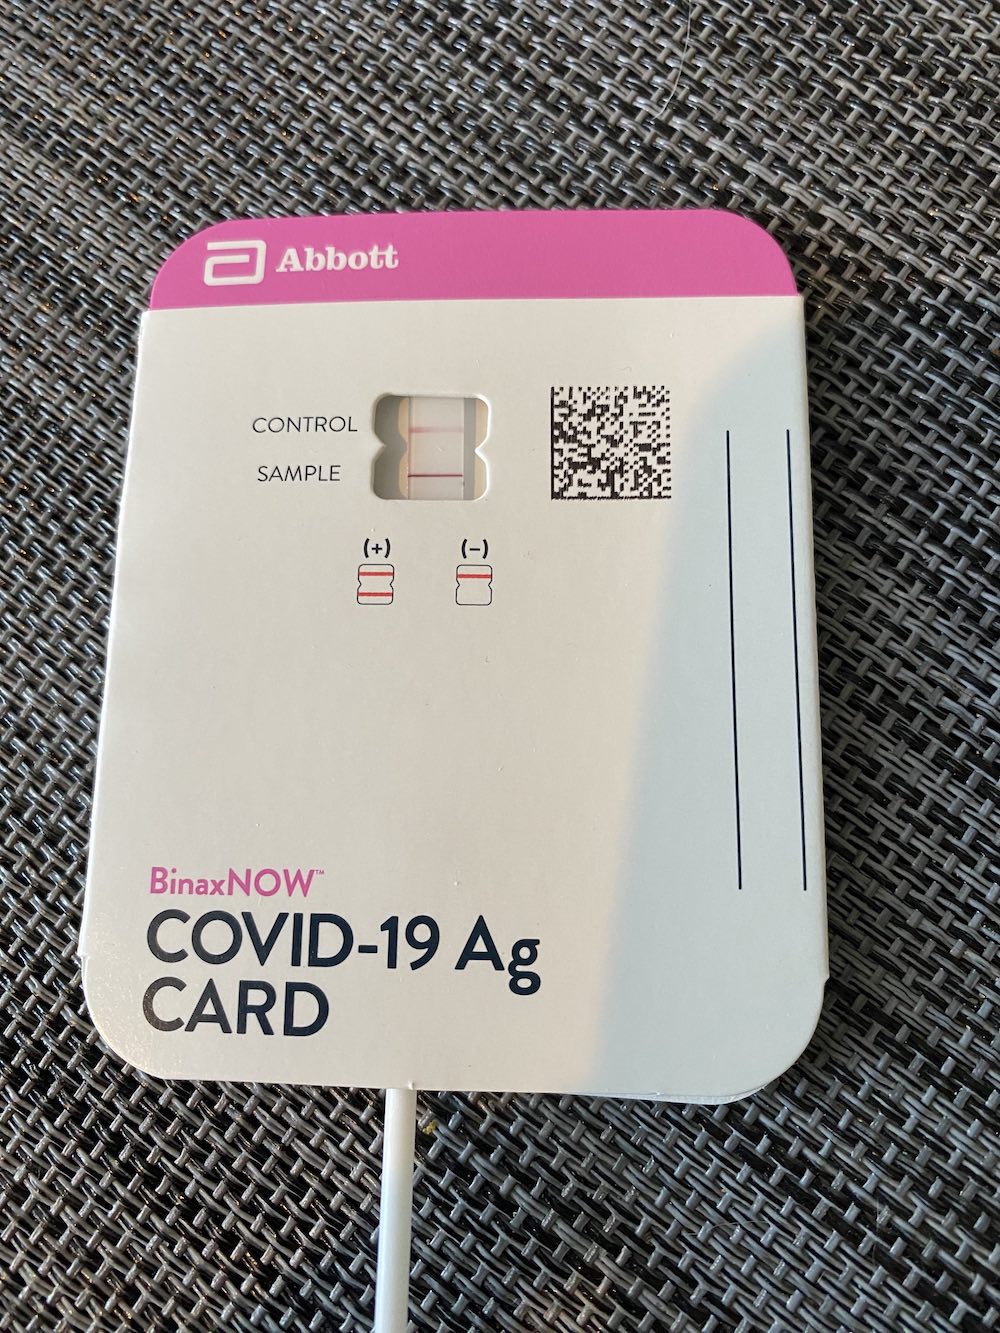 Abbott
CONTROL
SAMPLE
(+) (-)
BinaxNOW™
COVID-19 Ag
CARD